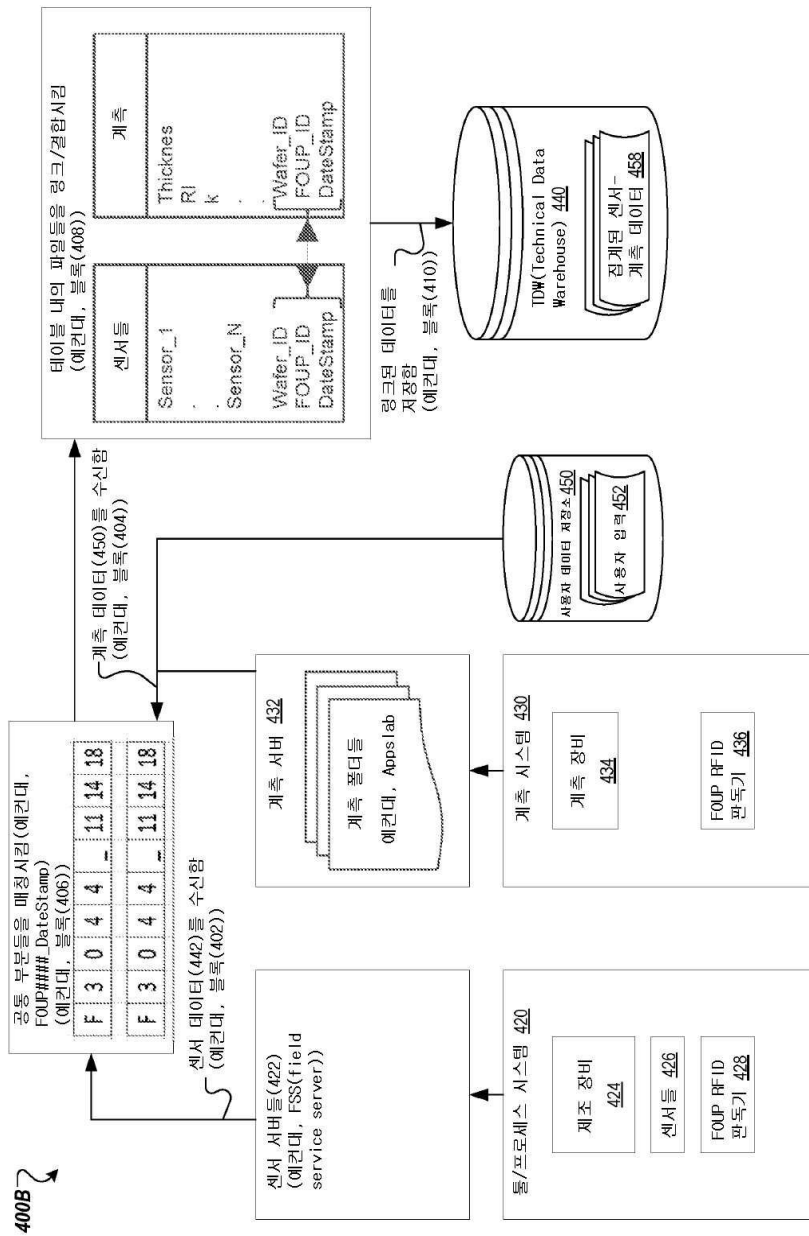 400B
공통 부분들을 매칭시킴(예컨대,
FOUP####_DateStamp)
(예컨대, 블록(406))
F 3 0 4 4 _ 11 14 18
F 3 0 4 4 _ 11 14 18
센서 데이터(442)를 수신함
(예컨대, 블록(402))
계측 데이터(450)를 수신함
(예컨대, 블록(404))
테이블 내의 파일들을 링크/결합시킴
(예컨대, 블록(408))
센서들
Sensor_1
.
.
Sensor_N
Wafer_ID
FOUP_ID
DateStamp
계측
Thicknes
RI
k
.
.
Wafer_ID
FOUP_ID
DateStamp
링크된 데이터를
저장함
(예컨대, 블록(410))
센서 서버들(422)
(예컨대, FSS(field
service server))
계측 서버 432
계측 폴더들
예컨대, Appslab
사용자 데이터 저장소 450
사용자 입력 452
TDW(Technical Data
Warehouse) 440
집계된 센서-
계측 데이터 458
툴/프로세스 시스템 420
제조 장비
424
센서들 426
FOUP RFID
판독기 428
계측 시스템 430
계측 장비
434
FOUP RFID
판독기 436